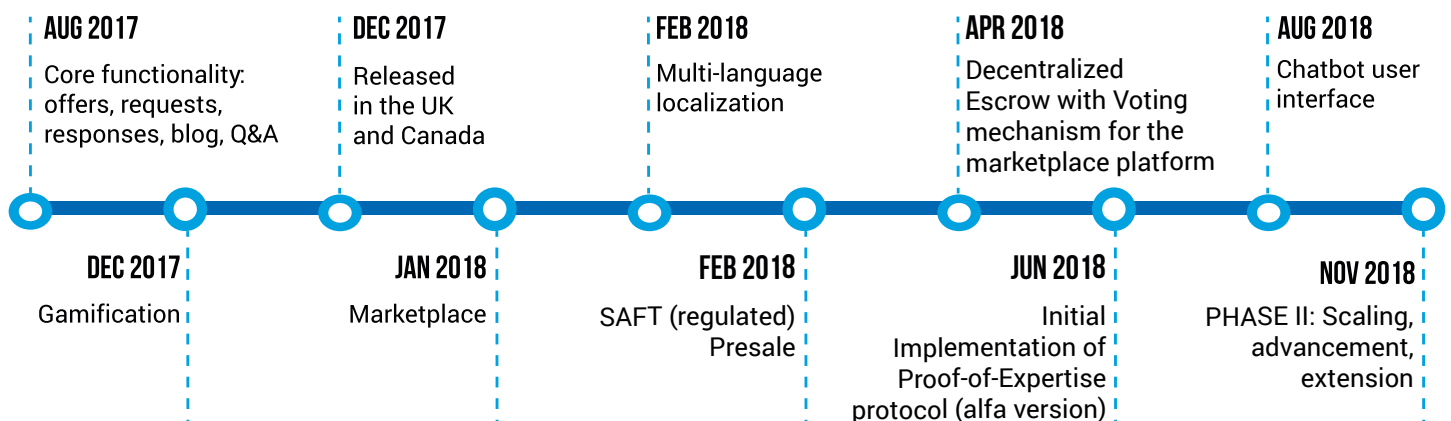 AUG 2017
Core functionality:
offers, requests,
responses, blog, Q&A
DEC 2017
Gamification
DEC 2017
Released
in the UK
and Canada
JAN 2018
Marketplace
FEB 2018
Multi-language
localization
FEB 2018
SAFT (regulated)
Presale
APR 2018
Decentralized
Escrow with Voting
mechanism for the
marketplace platform
JUN 2018
Initial
Implementation of
Proof-of-Expertise
protocol (alfa version)
AUG 2018
Chatbot user
interface
NOV 2018
PHASE II: Scaling,
advancement,
extension